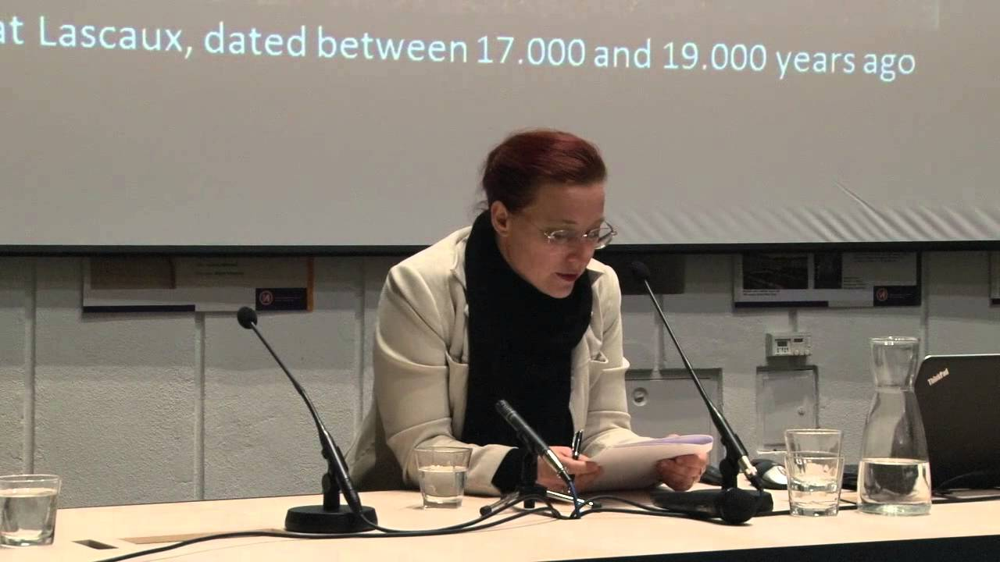 at Lascaux, dated between 17.000 and 19.000 years ago
ThinkPad